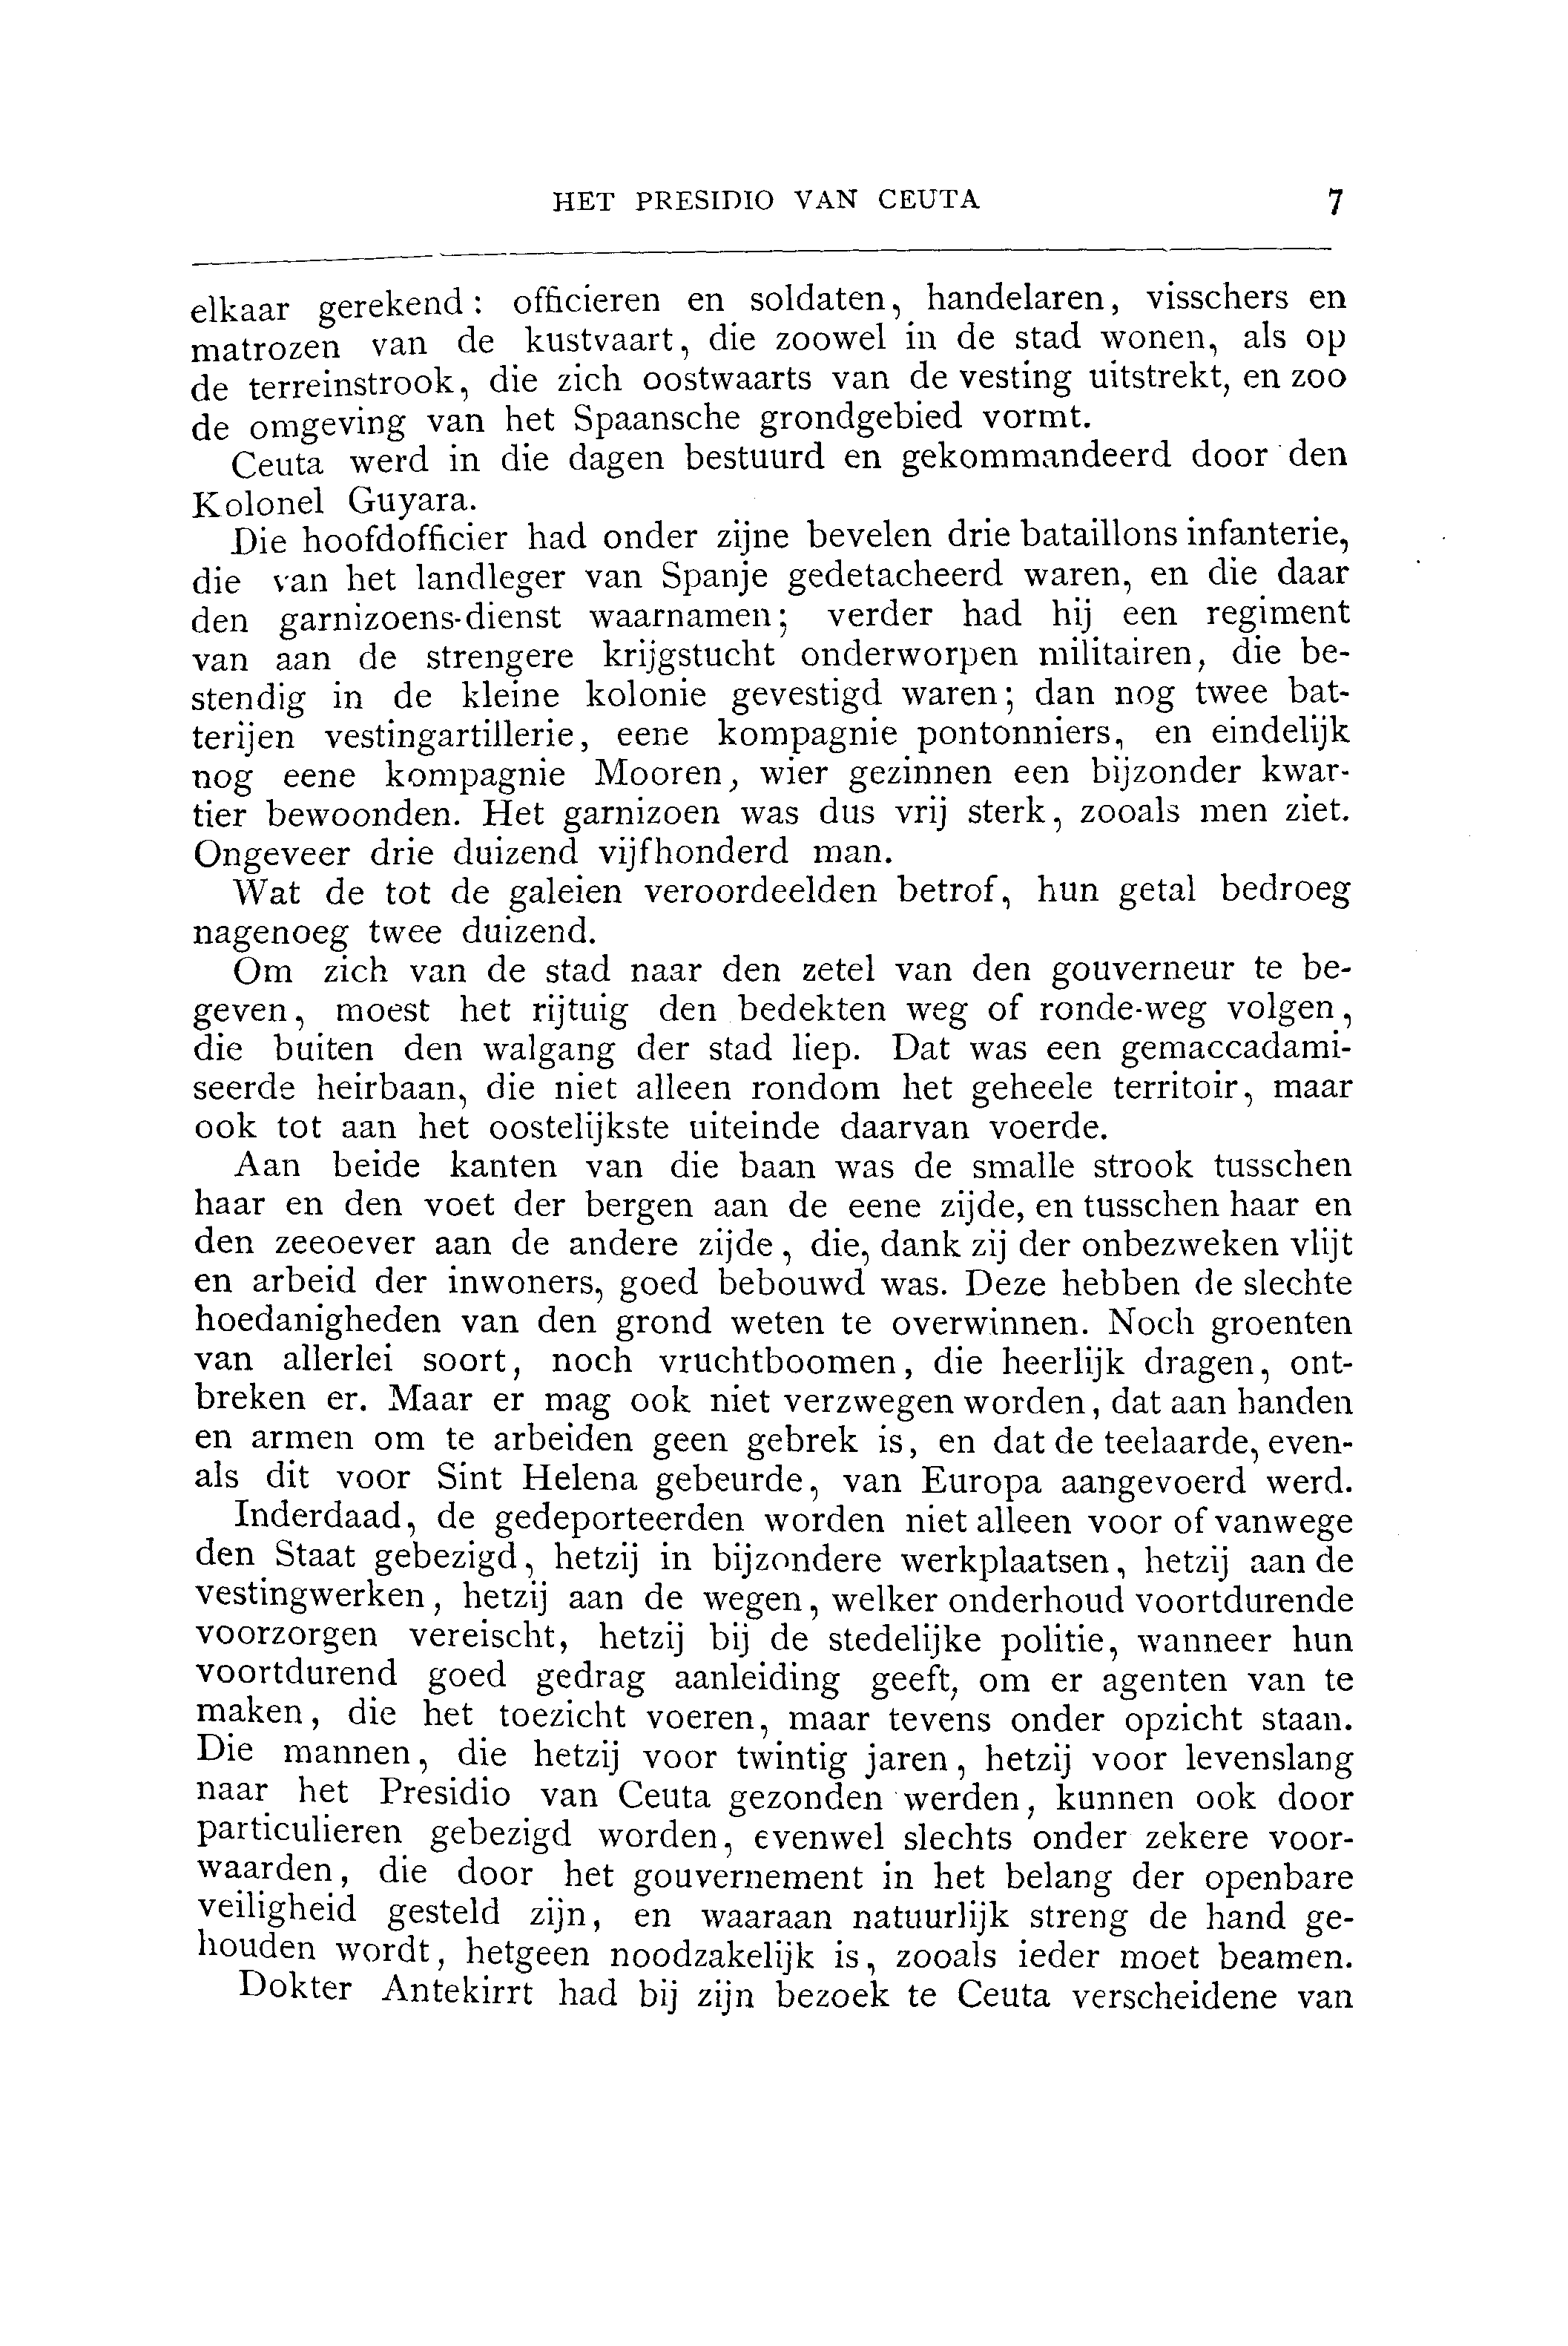 HET PRESIDIO VAN CEUTA 7
elkaar gerekend: officieren en soldaten, handelaren, visschers en
matrozen van de kustvaart, die zoowel in de stad wonen, als op
de terreinstrook, die zich oostwaarts van de vesting uitstrekt, en zoo
de omgeving van het Spaansche grondgebied vormt.
Ceuta werd in die dagen bestuurd en gekommandeerd door den
Kolonel Guyara.
Die hoofdofficier had onder zijne bevelen drie bataillons infanterie,
die van het landleger van Spanje gedetacheerd waren, en die daar
den garnizoens-dienst waarnamen; verder had hij een regiment
van aan de strengere krijgstucht onderworpen militairen, die be-
stendig in de kleine kolonie gevestigd waren; dan nog twee bat-
terijen vestingartillerie, eene kompagnie pontonniers, en eindelijk
nog eene kompagnie Mooren, wier gezinnen een bijzonder kwar-
tier bewoonden. Het garnizoen was dus vrij sterk, zooals men ziet.
Ongeveer drie duizend vijfhonderd man.
Wat de tot de galeien veroordeelden betrof, hun getal bedroeg
nagenoeg twee duizend.
Om zich van de stad naar den zetel van den gouverneur te be-
geven, moest het rijtuig den bedekten weg of ronde-weg volgen,
die buiten den walgang der stad liep. Dat was een gemaccadami-
seerde heirbaan, die niet alleen rondom het geheele territoir, maar
ook tot aan het oostelijkste uiteinde daarvan voerde.
Aan beide kanten van die baan was de smalle strook tusschen
haar en den voet der bergen aan de eene zijde, en tusschen haar en
den zeeoever aan de andere zijde, die, dank zij der onbezweken vlijt
en arbeid der inwoners, goed bebouwd was. Deze hebben de slechte
hoedanigheden van den grond weten te overwinnen. Noch groenten
van allerlei soort, noch vruchtboomen, die heerlijk dragen, ont-
breken er. Maar er mag ook niet verzwegen worden, dat aan handen
en armen om te arbeiden geen gebrek is, en dat de teelaarde, even-
als dit voor Sint Helena gebeurde, van Europa aangevoerd werd.
Inderdaad, de gedeporteerden worden niet alleen voor of vanwege
den Staat gebezigd, hetzij in bijzondere werkplaatsen, hetzij aan de
vestingwerken, hetzij aan de wegen, welker onderhoud voortdurende
voorzorgen vereischt, hetzij bij de stedelijke politie, wanneer hun
voortdurend goed gedrag aanleiding geeft, om er agenten van te
maken, die het toezicht voeren, maar tevens onder opzicht staan.
Die mannen, die hetzij voor twintig jaren, hetzij voor levenslang
naar het Presidio van Ceuta gezonden werden, kunnen ook door
particulieren gebezigd worden, evenwel slechts onder zekere voor-
waarden, die door het gouvernement in het belang der openbare
veiligheid gesteld zijn, en waaraan natuurlijk streng de hand ge-
houden wordt, hetgeen noodzakelijk is, zooals ieder moet beamen.
Dokter Antekirrt had bij zijn bezoek te Ceuta verscheidene van